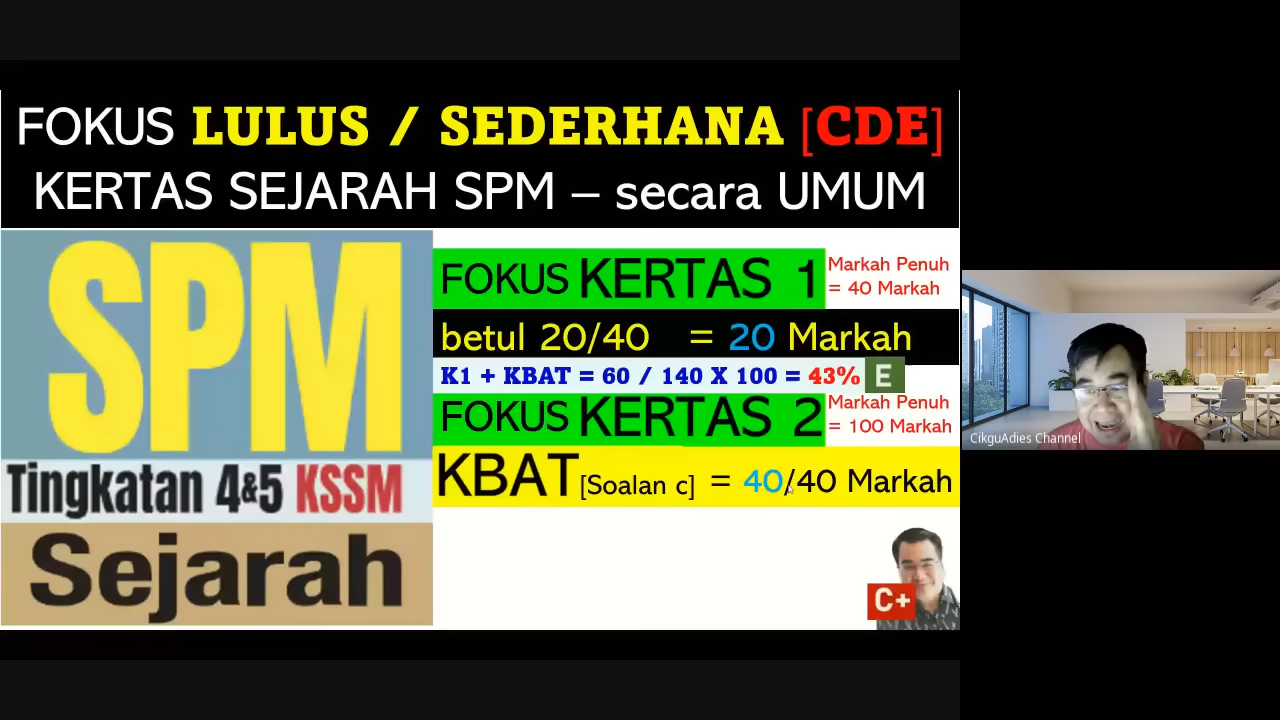 FOKUS LULUS / SEDERHANA [CDE]
KERTAS SEJARAH SPM – secara UMUM
SPM
Tingkatan 4&5 KSSM
Sejarah
FOKUS KERTAS 1
Markah Penuh
= 40 Markah
betul 20/40 = 20 Markah
K1 + KBAT = 60 / 140 X 100 = 43% E
FOKUS KERTAS 2
Markah Penuh
= 100 Markah
KBAT [Soalan c] = 40/40 Markah
C+
CikguAdies Channel